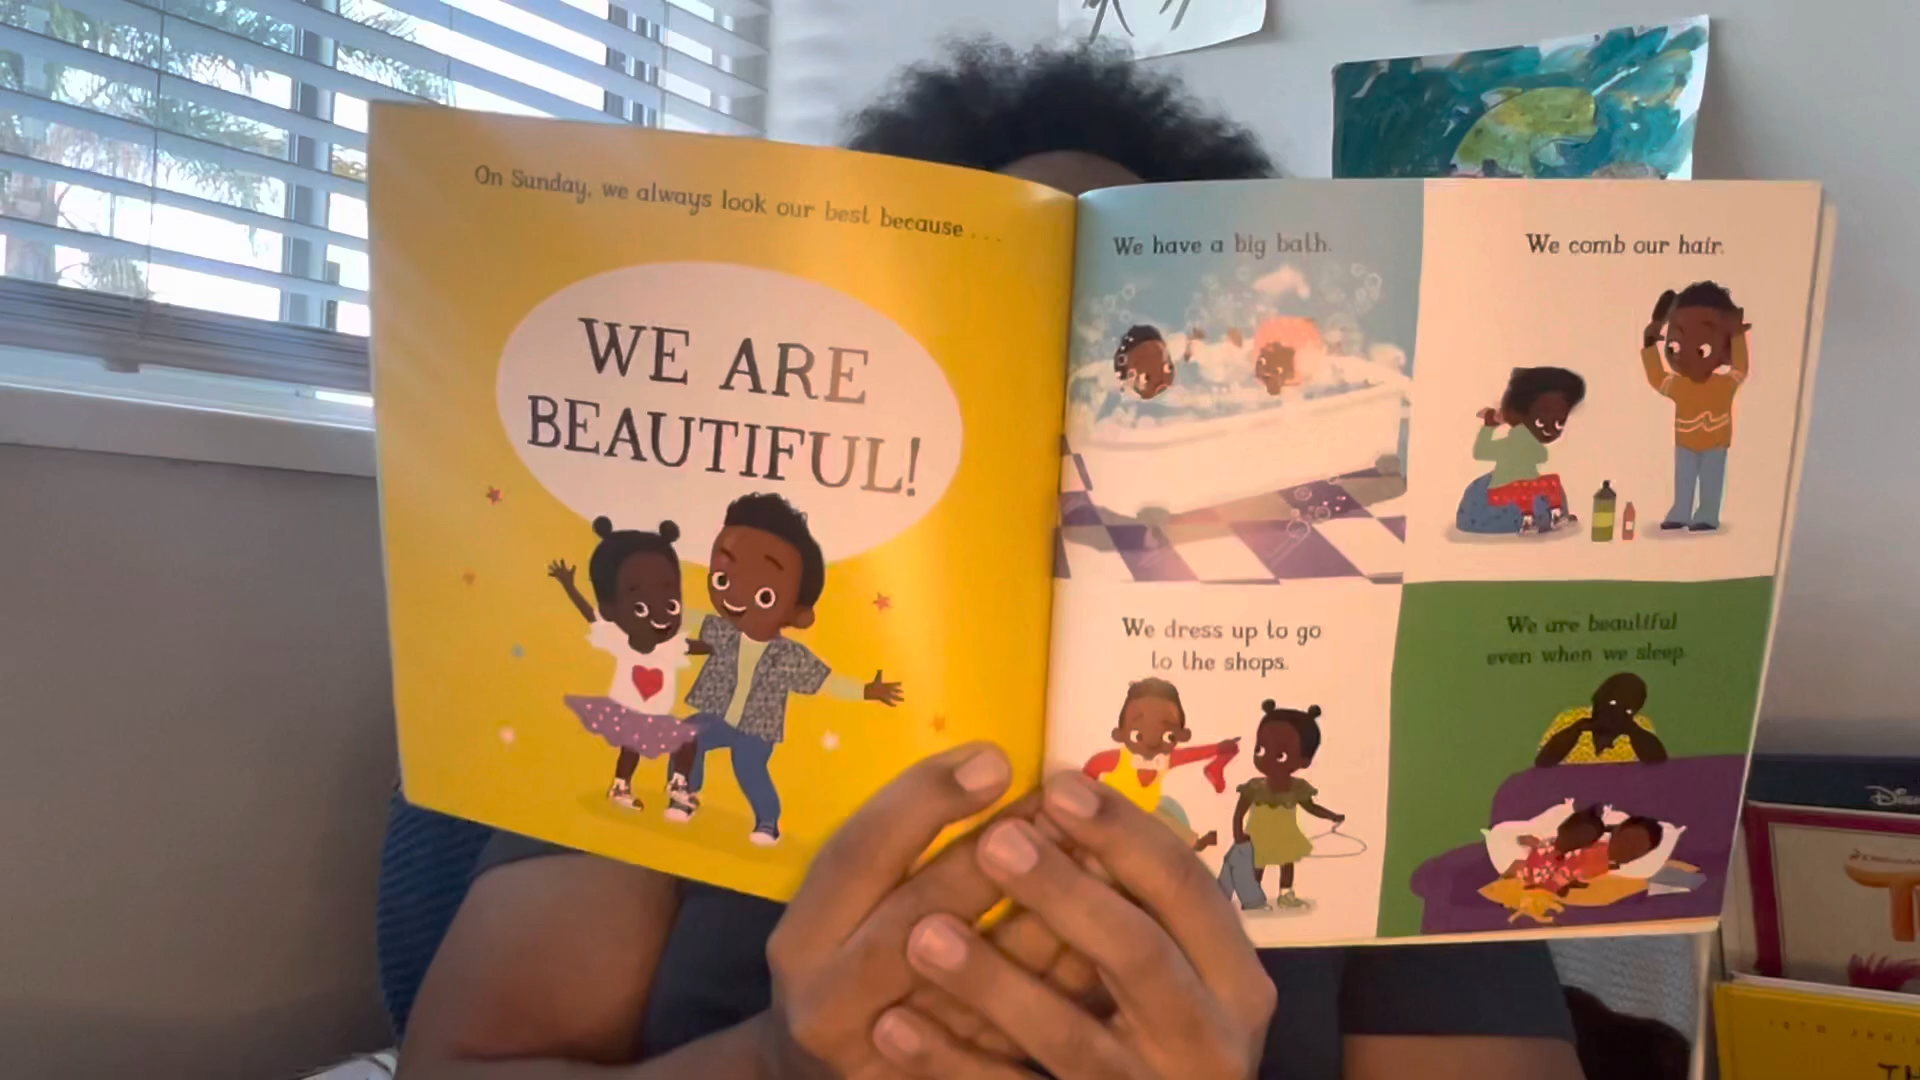 On Sunday, we always look our best because . . .
WE ARE
BEAUTIFUL!
We have a big bath.
We comb our hair.
We dress up to go
to the shops.
We are beautiful
even when we sleep.